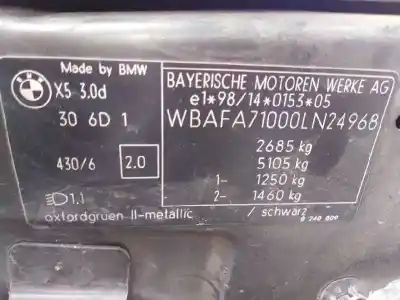 BMW
Made by BMW
X5 3.0d
30 6D 1
430/6 2.0
1.1
oxfordgruen II-metallic / schwarz
BAYERISCHE MOTOREN WERKE AG
e1*98/14*0153*05
WBAFA71000LN24968
2685 kg
5105 kg
1- 1250 kg
2- 1460 kg